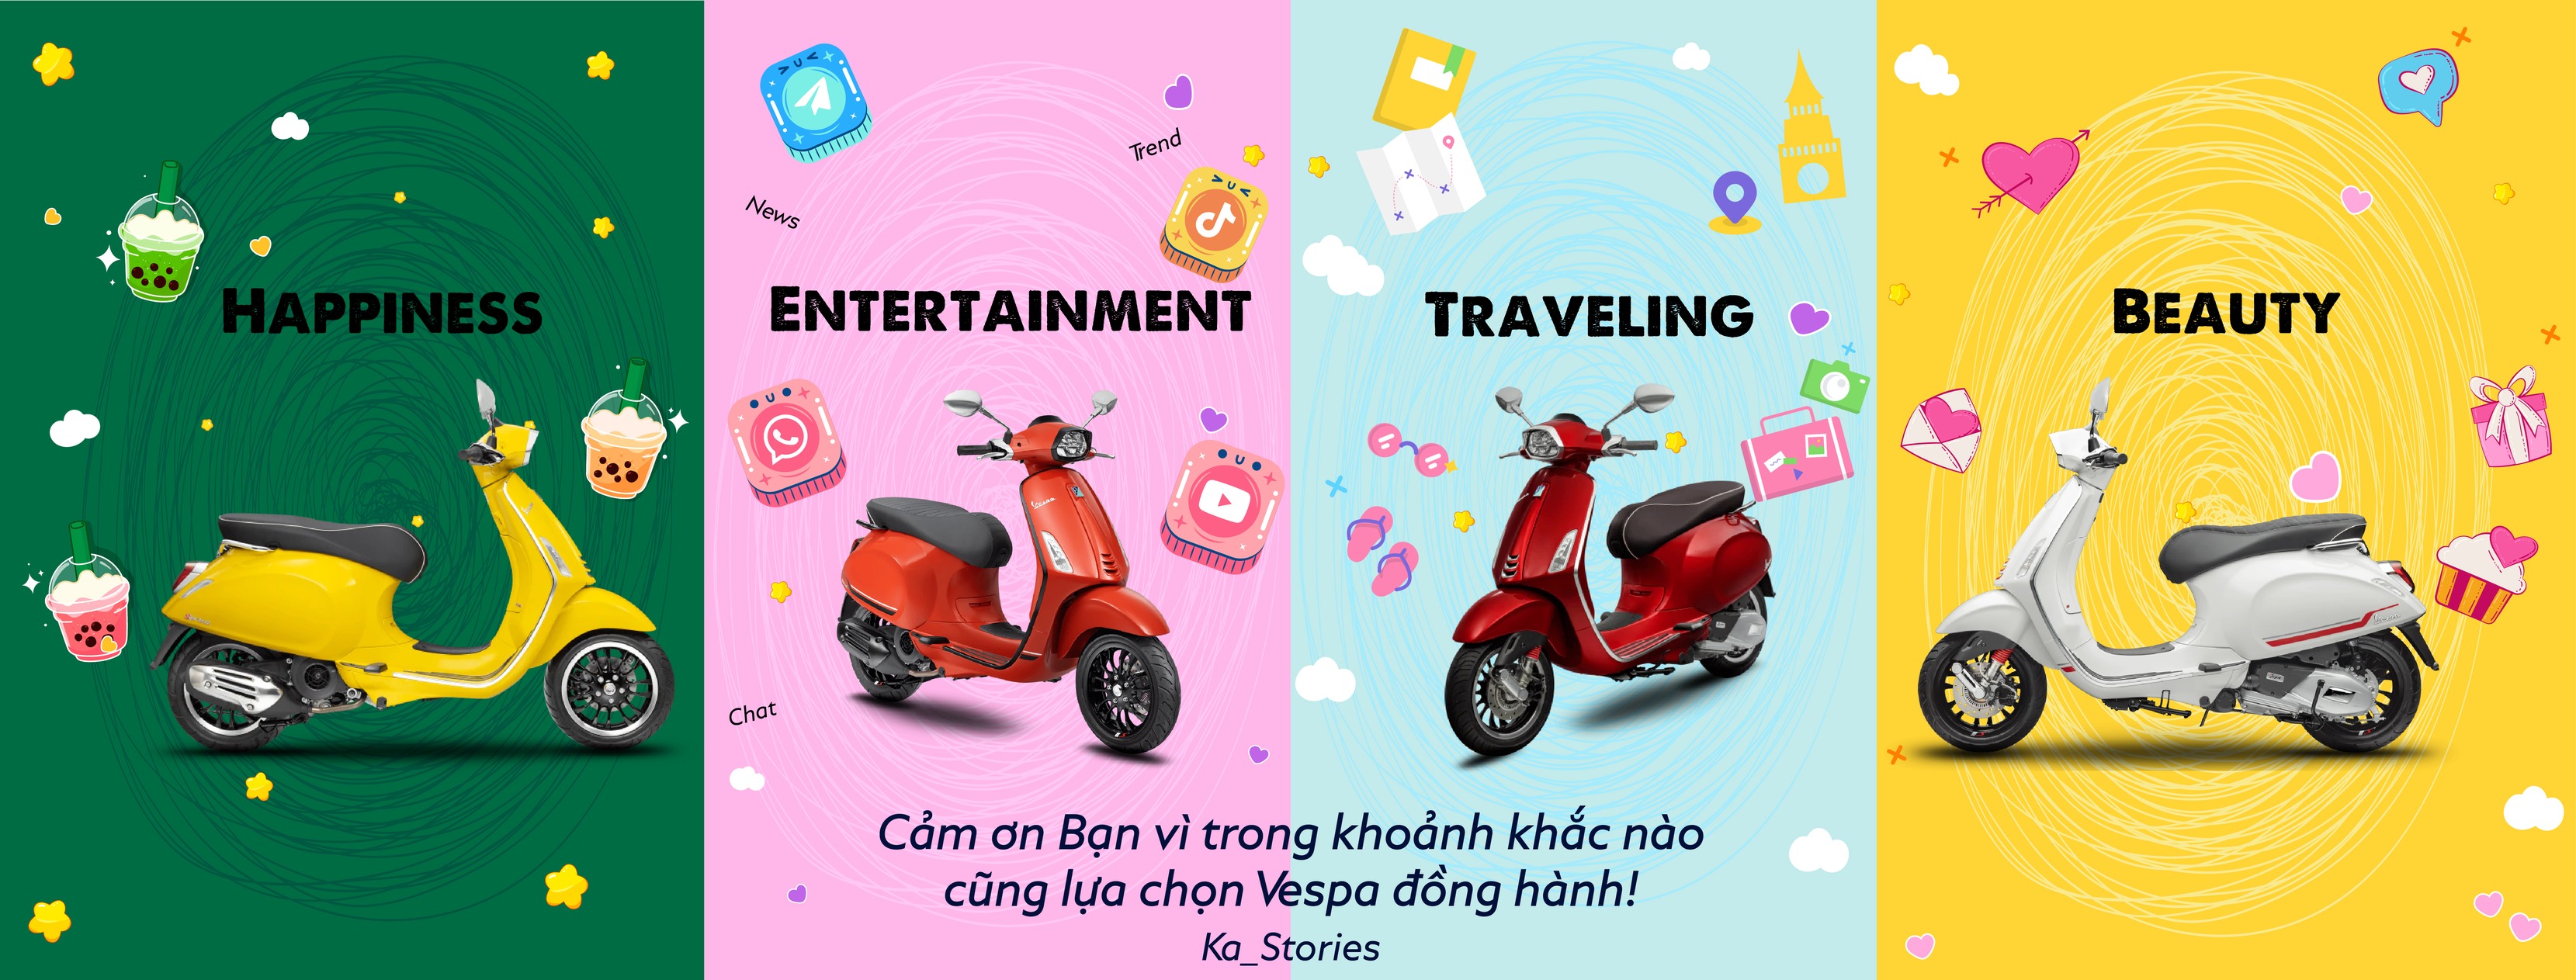 HAPPINESS
ENTERTAINMENT
TRAVELING
BEAUTY
News
Trend
Chat
Vespa
Cảm ơn Bạn vì trong khoảnh khắc nào
cũng lựa chọn Vespa đồng hành!
Ka_Stories